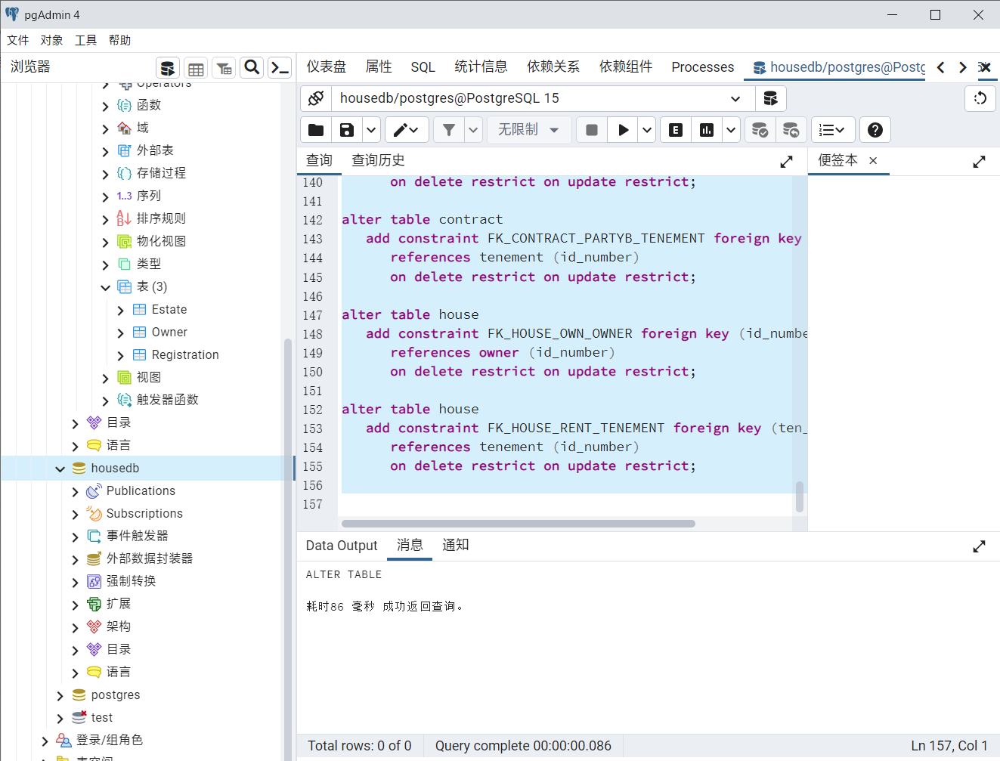 pgAdmin 4
文件 对象 工具 帮助
浏览器
仪表盘 属性 SQL 统计信息 依赖关系 依赖组件 Processes housedb/postgres@Postg
housedb/postgres@PostgreSQL 15
无限制
查询 查询历史
便签本
Operators
函数
域
外部表
存储过程
1..3 序列
排序规则
物化视图
类型
表 (3)
Estate
Owner
Registration
视图
触发器函数
目录
语言
housedb
Publications
Subscriptions
事件触发器
外部数据封装器
强制转换
扩展
架构
目录
语言
postgres
test
登录/组角色
表空间
140 on delete restrict on update restrict;
141
142 alter table contract
143 add constraint FK_CONTRACT_PARTYB_TENEMENT foreign key
144 references tenement (id_number)
145 on delete restrict on update restrict;
146
147 alter table house
148 add constraint FK_HOUSE_OWN_OWNER foreign key (id_numbe
149 references owner (id_number)
150 on delete restrict on update restrict;
151
152 alter table house
153 add constraint FK_HOUSE_RENT_TENEMENT foreign key (ten_
154 references tenement (id_number)
155 on delete restrict on update restrict;
156
157
Data Output 消息 通知
ALTER TABLE
耗时86 毫秒 成功返回查询。
Total rows: 0 of 0 Query complete 00:00:00.086 Ln 157, Col 1